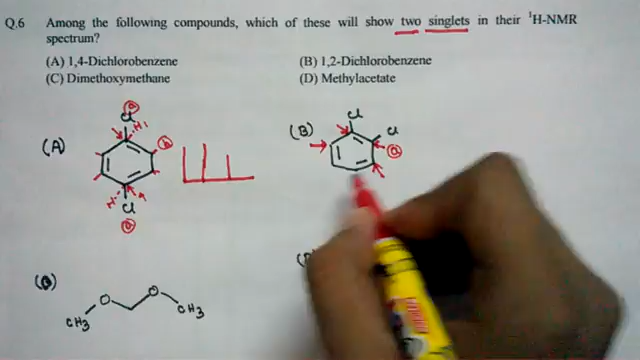 Q.6 Among the following compounds, which of these will show two singlets in their ¹H-NMR
spectrum?
(A) 1,4-Dichlorobenzene (B) 1,2-Dichlorobenzene
(C) Dimethoxymethane (D) Methylacetate
(A) Cl H Cl H
(B) Cl Cl
(C) CH3 O O CH3